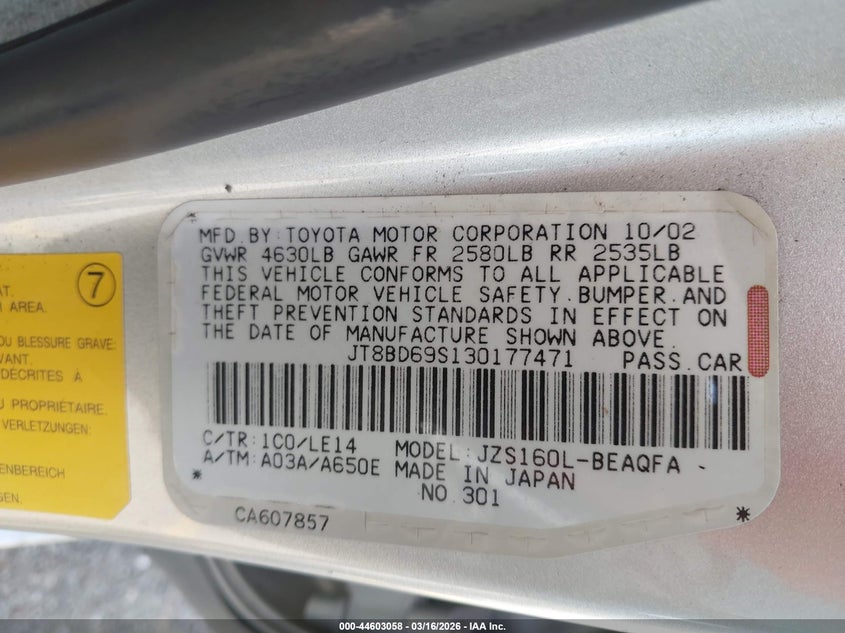 MFD. BY: TOYOTA MOTOR CORPORATION 10/02
GVWR 4630LB GAWR FR 2580LB RR 2535LB
THIS VEHICLE CONFORMS TO ALL APPLICABLE
FEDERAL MOTOR VEHICLE SAFETY, BUMPER, AND
THEFT PREVENTION STANDARDS IN EFFECT ON
THE DATE OF MANUFACTURE SHOWN ABOVE.
JT8BD69S130177471 PASS. CAR
C/TR: 1C0/LE14 MODEL: JZS160L-BEAQFA -
A/TM: A03A/A650E MADE IN JAPAN
NO. 301
CA607857
7
AT.
AREA.
OU BLESSURE GRAVE:
DÉCRITES À
U PROPRIÉTAIRE.
VERLETZUNGEN:
ENBEREICH
GEN.
000-44603058 - 03/16/2026 - IAA Inc.